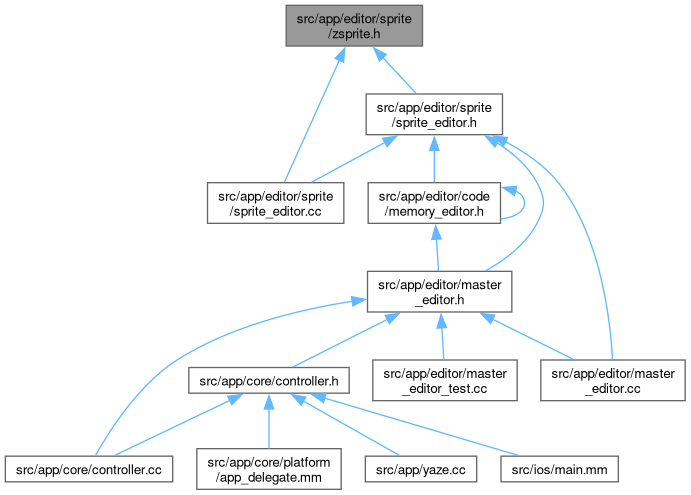 src/app/editor/sprite
/zsprite.h
src/app/editor/sprite
/sprite_editor.h
src/app/editor/sprite
/sprite_editor.cc
src/app/editor/code
/memory_editor.h
src/app/editor/master
_editor.h
src/app/core/controller.h
src/app/editor/master
_editor_test.cc
src/app/editor/master
_editor.cc
src/app/core/controller.cc
src/app/core/platform
/app_delegate.mm
src/app/yaze.cc
src/ios/main.mm